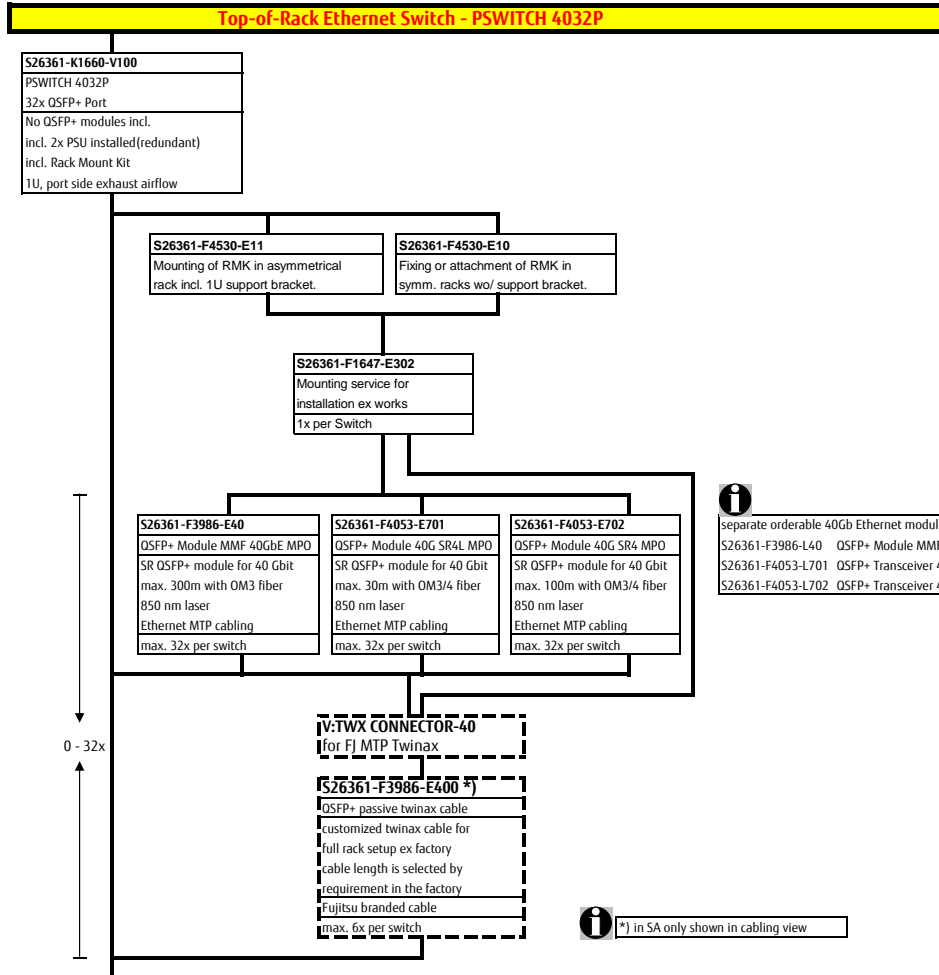 Top-of-Rack Ethernet Switch - PSWITCH 4032P
S26361-K1660-V100
PSWITCH 4032P
32x QSFP+ Port
No QSFP+ modules incl.
incl. 2x PSU installed(redundant)
incl. Rack Mount Kit
1U, port side exhaust airflow
S26361-F4530-E11
Mounting of RMK in asymmetrical
rack incl. 1U support bracket.
S26361-F4530-E10
Fixing or attachment of RMK in
symm. racks wo/ support bracket.
S26361-F1647-E302
Mounting service for
installation ex works
1x per Switch
S26361-F3986-E40
QSFP+ Module MMF 40GbE MPO
SR QSFP+ module for 40 Gbit
max. 300m with OM3 fiber
850 nm laser
Ethernet MTP cabling
max. 32x per switch
S26361-F4053-E701
QSFP+ Module 40G SR4L MPO
SR QSFP+ module for 40 Gbit
max. 30m with OM3/4 fiber
850 nm laser
Ethernet MTP cabling
max. 32x per switch
S26361-F4053-E702
QSFP+ Module 40G SR4 MPO
SR QSFP+ module for 40 Gbit
max. 100m with OM3/4 fiber
850 nm laser
Ethernet MTP cabling
max. 32x per switch
i
separate orderable 40Gb Ethernet modul
S26361-F3986-L40 QSFP+ Module MMF
S26361-F4053-L701 QSFP+ Transceiver 4
S26361-F4053-L702 QSFP+ Transceiver 4
0 - 32x
V:TWX CONNECTOR-40
for FJ MTP Twinax
S26361-F3986-E400 *)
QSFP+ passive twinax cable
customized twinax cable for
full rack setup ex factory
cable length is selected by
requirement in the factory
Fujitsu branded cable
max. 6x per switch
i
*) in SA only shown in cabling view